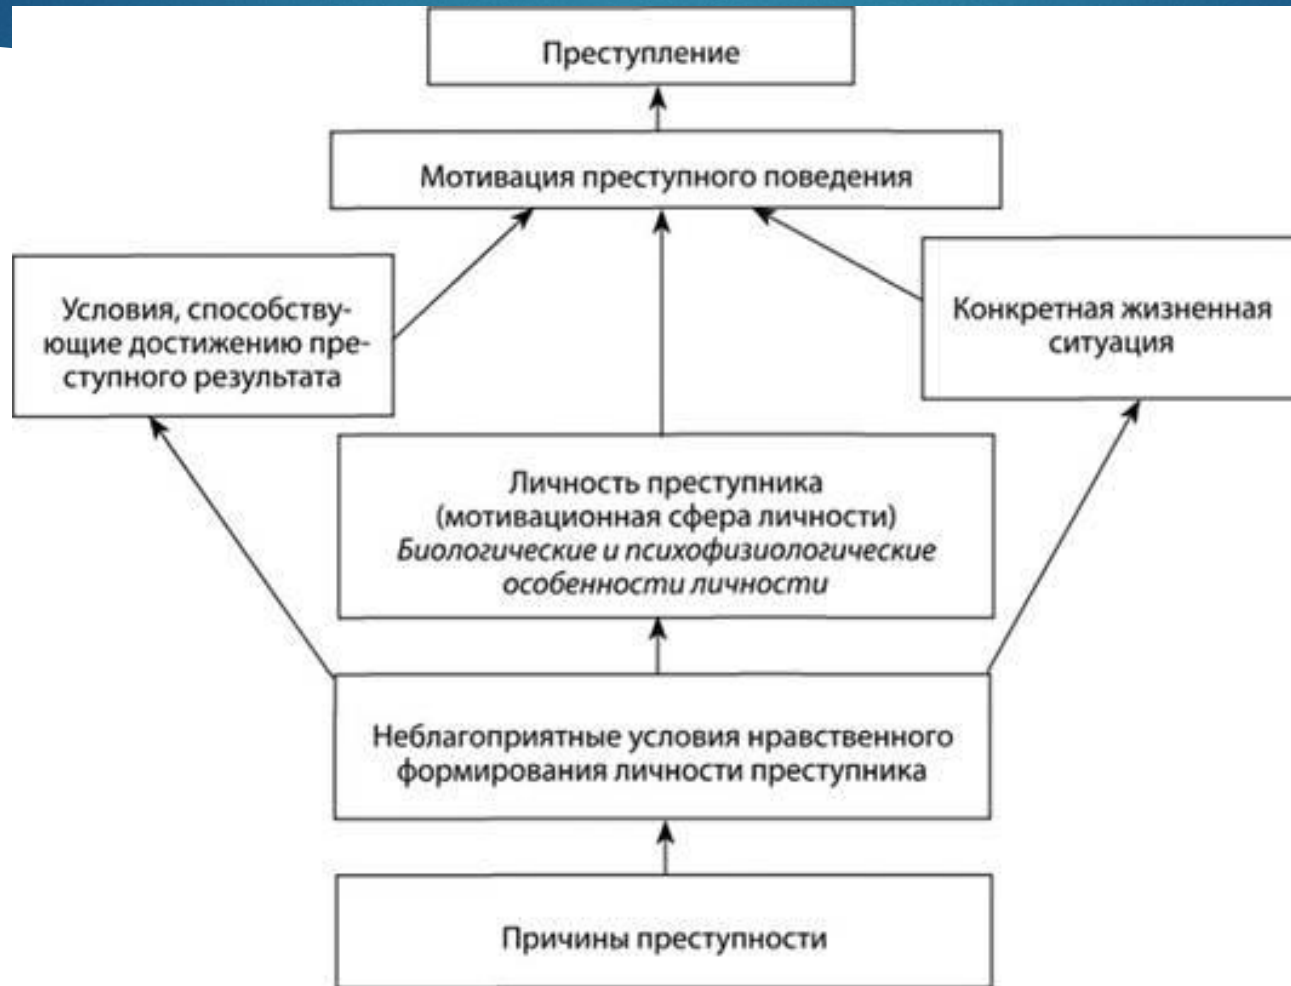 Преступление
Мотивация преступного поведения
Условия, способству-
ющие достижению пре-
ступного результата
Конкретная жизненная
ситуация
Личность преступника
(мотивационная сфера личности)
Биологические и психофизиологические
особенности личности
Неблагоприятные условия нравственного
формирования личности преступника
Причины преступности